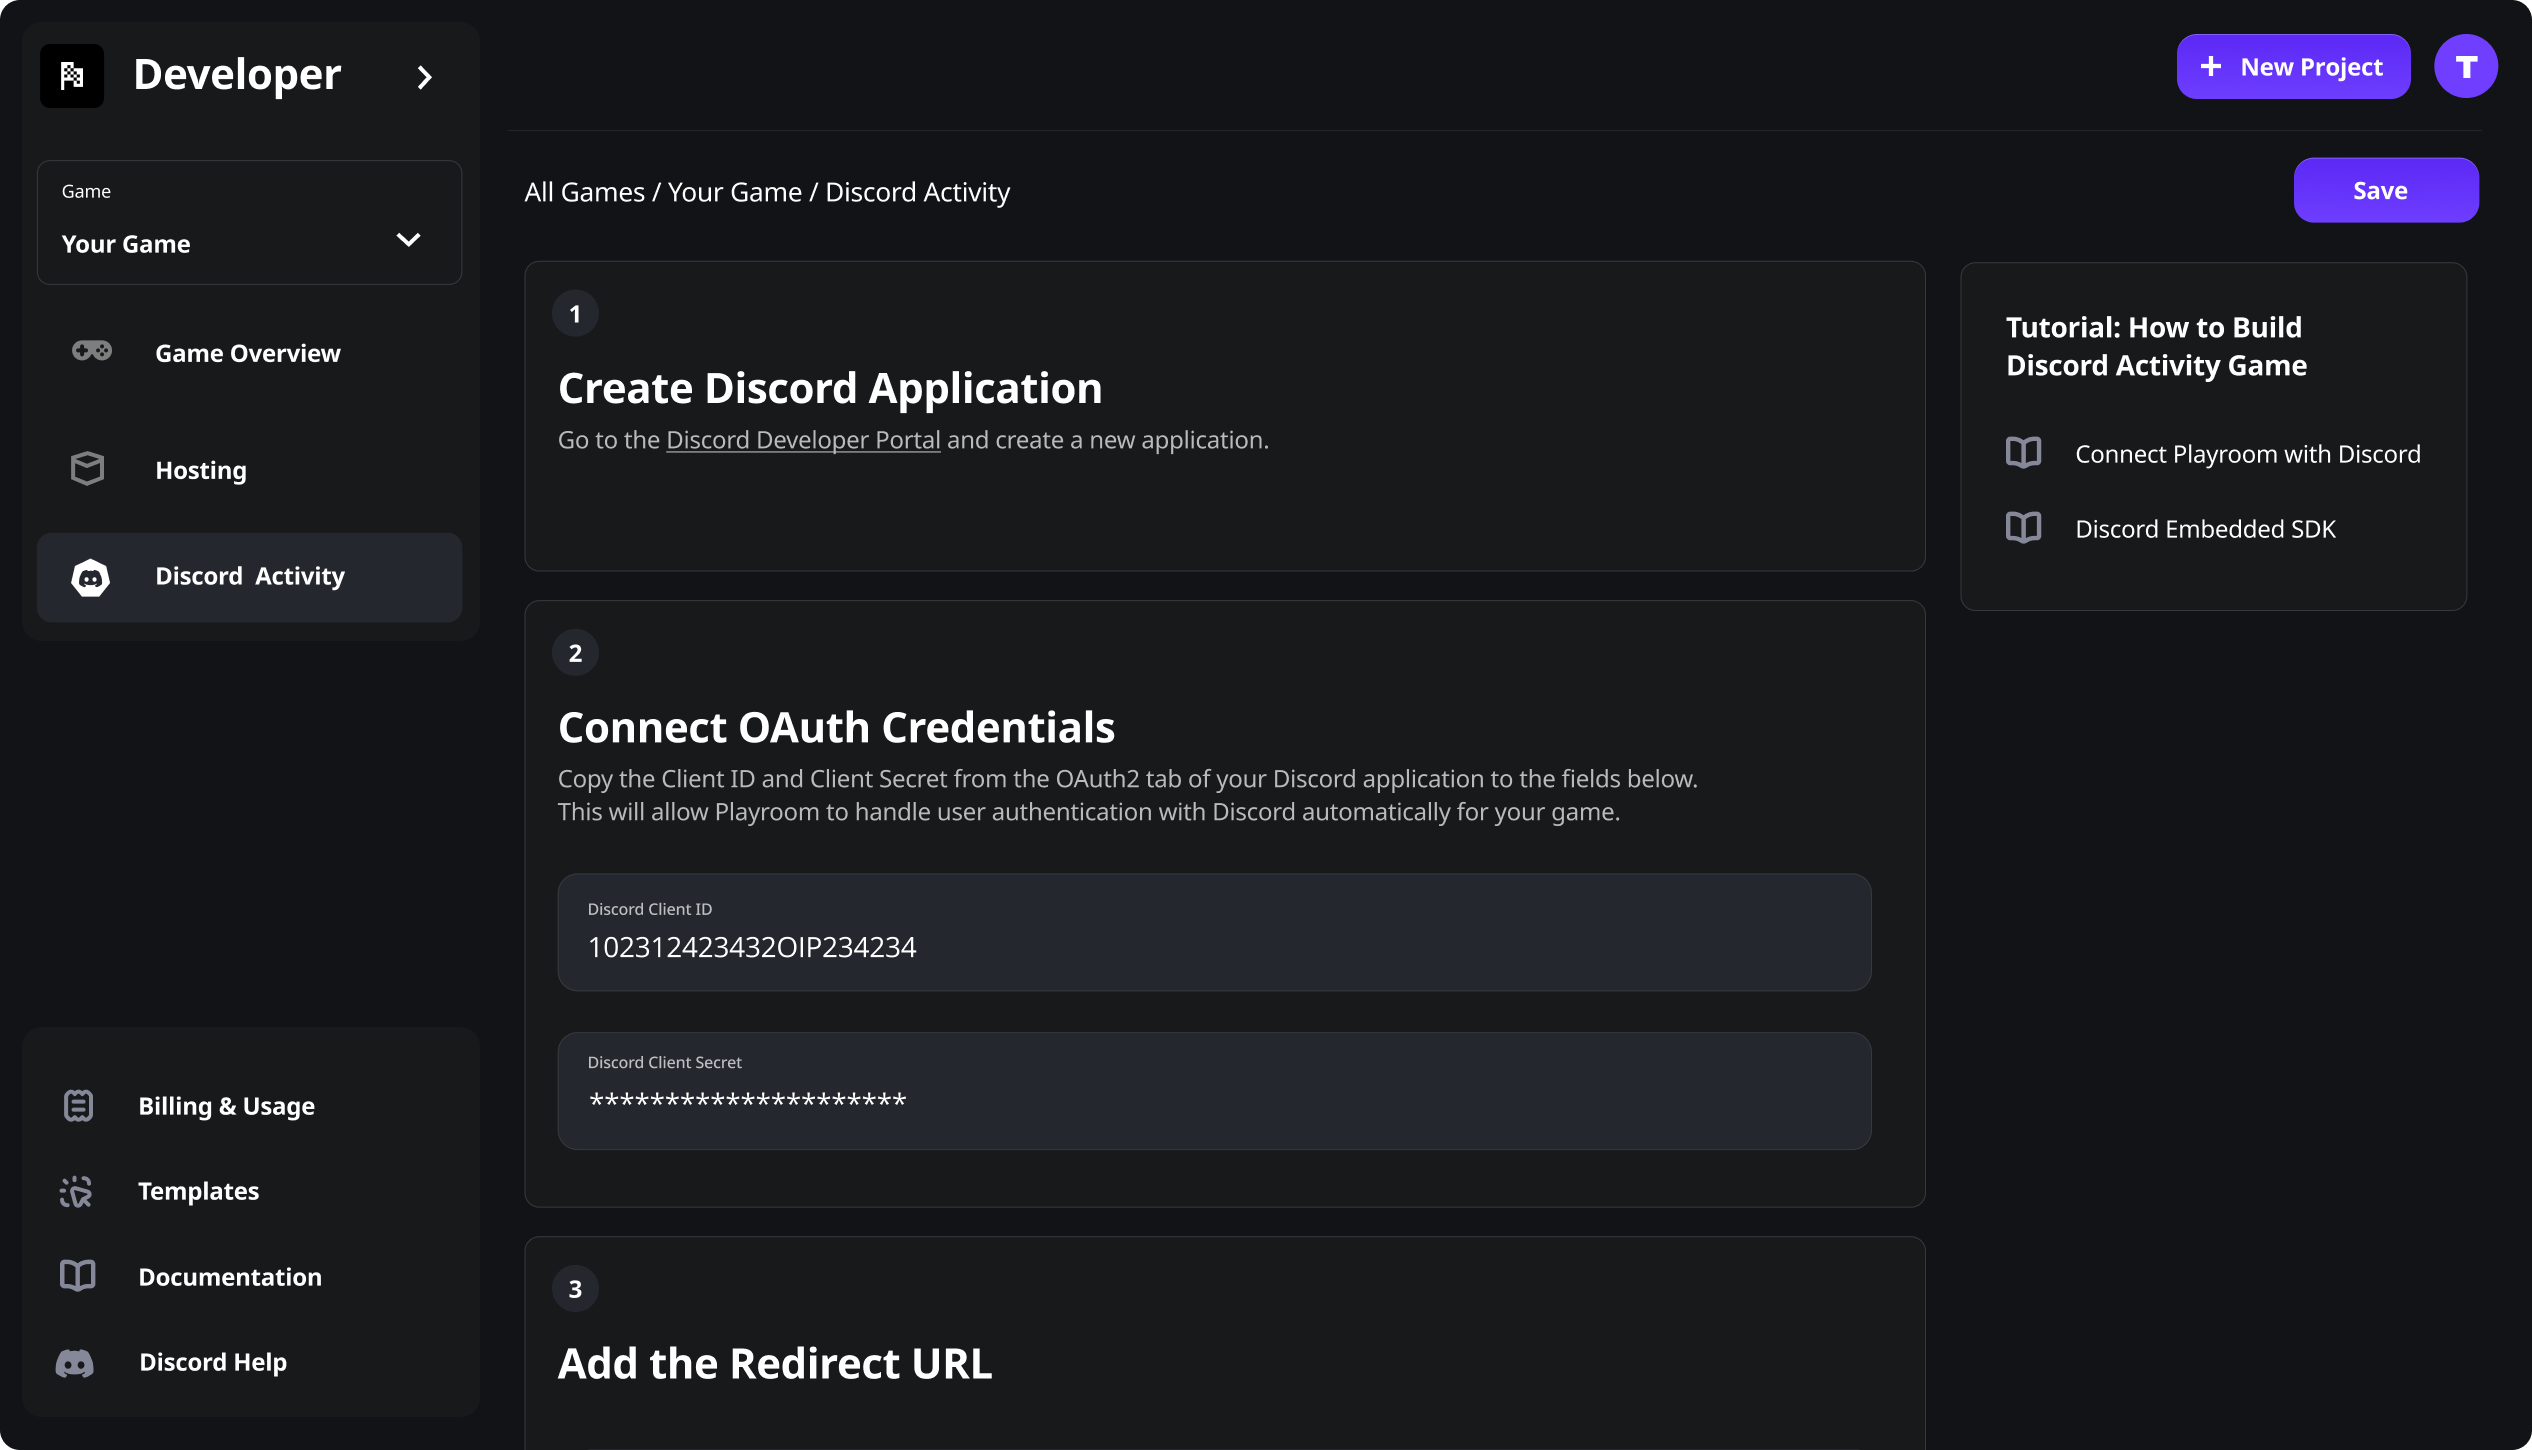 Developer
Game
Your Game
Game Overview
Hosting
Discord Activity
Billing & Usage
Templates
Documentation
Discord Help
+ New Project
T
All Games / Your Game / Discord Activity
Save
1
Create Discord Application
Go to the Discord Developer Portal and create a new application.
2
Connect OAuth Credentials
Copy the Client ID and Client Secret from the OAuth2 tab of your Discord application to the fields below.
This will allow Playroom to handle user authentication with Discord automatically for your game.
Discord Client ID
102312423432OIP234234
Discord Client Secret
*********************
3
Add the Redirect URL
Tutorial: How to Build
Discord Activity Game
Connect Playroom with Discord
Discord Embedded SDK